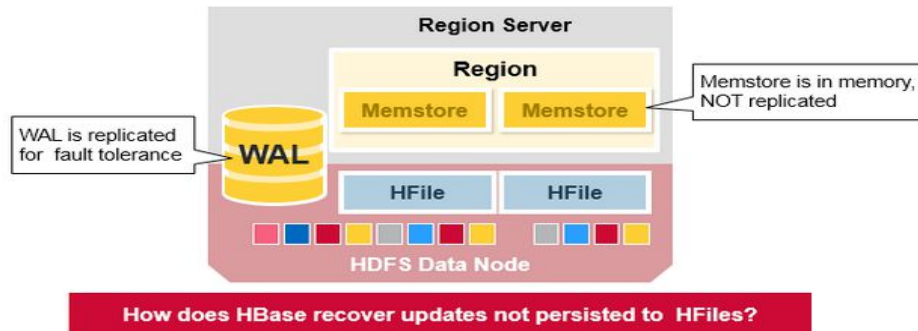 Region Server
Region
Memstore Memstore
Memstore is in memory,
NOT replicated
WAL is replicated
for fault tolerance
WAL
HFile HFile
HDFS Data Node
How does HBase recover updates not persisted to HFiles?